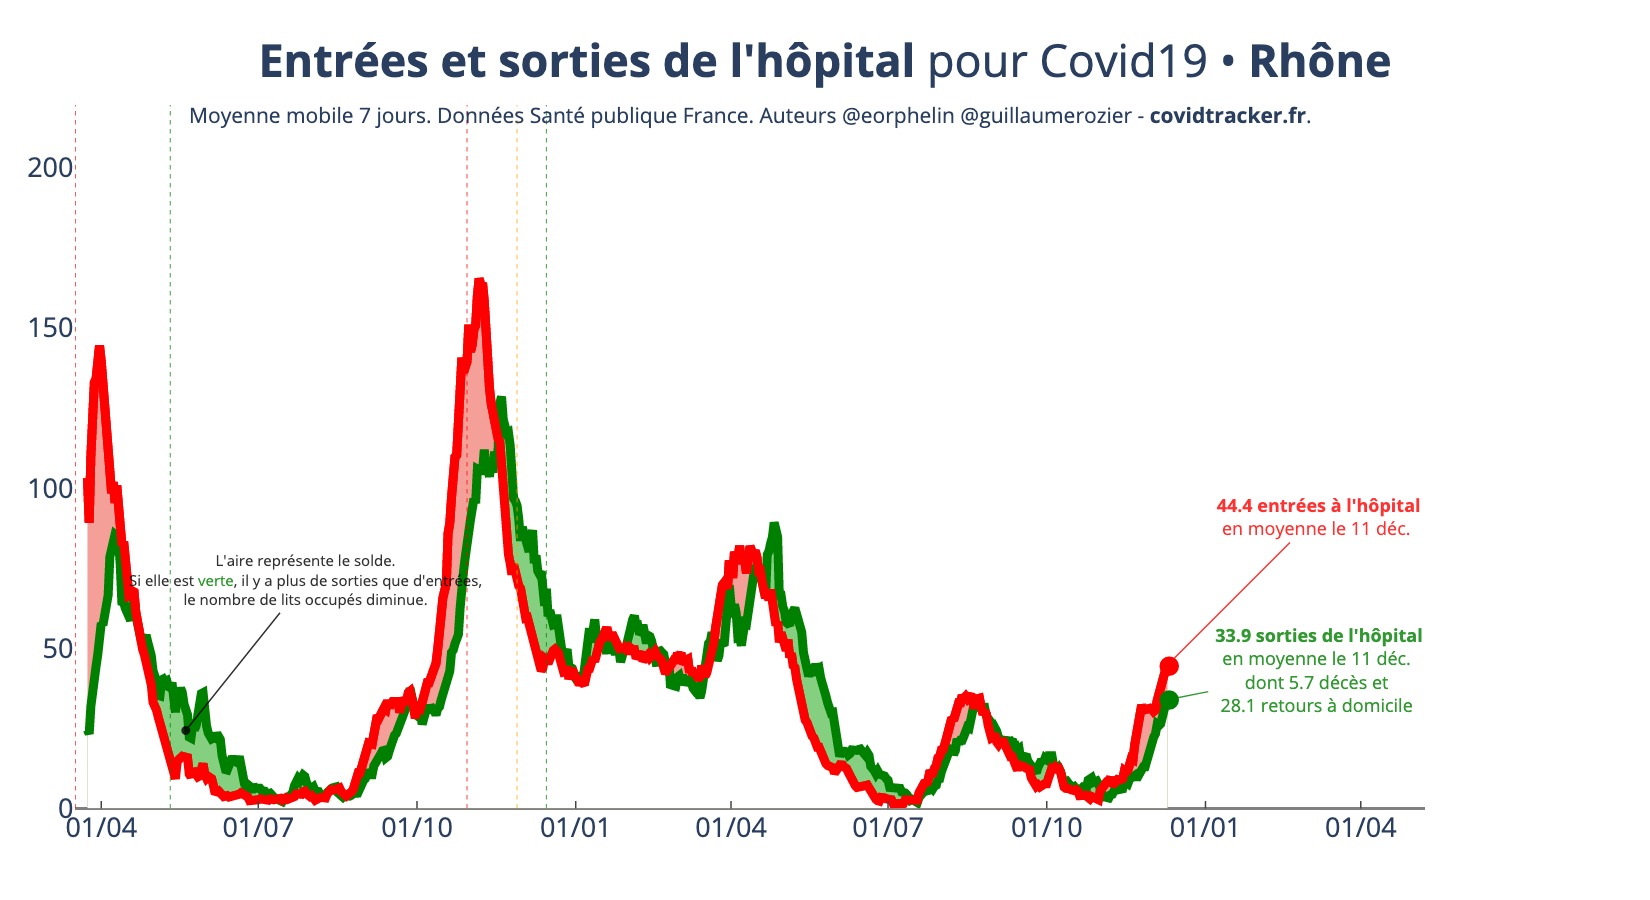 Entrées et sorties de l'hôpital pour Covid19 • Rhône
Moyenne mobile 7 jours. Données Santé publique France. Auteurs @eorphelin @guillaumerozier - covidtracker.fr.
200
150
100
50
0
44.4 entrées à l'hôpital
en moyenne le 11 déc.
L'aire représente le solde.
Si elle est verte, il y a plus de sorties que d'entrées,
le nombre de lits occupés diminue.
33.9 sorties de l'hôpital
en moyenne le 11 déc.
dont 5.7 décès et
28.1 retours à domicile
01/04 01/07 01/10 01/01 01/04 01/07 01/10 01/01 01/04